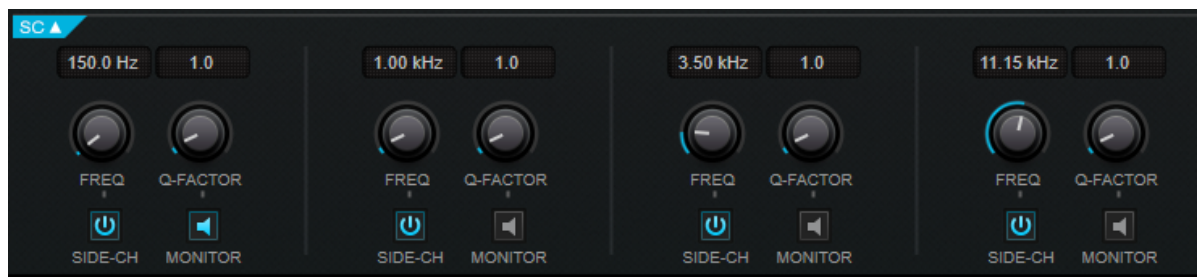 SC
150.0 Hz 1.0 1.00 kHz 1.0 3.50 kHz 1.0 11.15 kHz 1.0
FREQ Q-FACTOR FREQ Q-FACTOR FREQ Q-FACTOR FREQ Q-FACTOR
SIDE-CH MONITOR SIDE-CH MONITOR SIDE-CH MONITOR SIDE-CH MONITOR